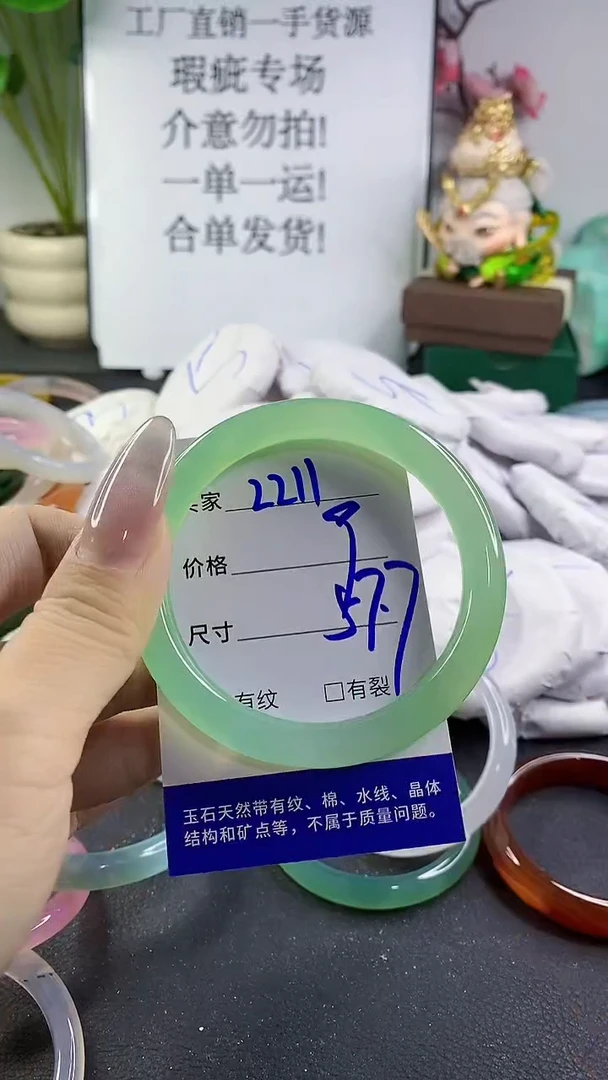 工厂直销一手货源
瑕疵专场
介意勿拍!
一单一运!
合单发货!
家 2211
价格
尺寸 57.7
有纹 □有裂
玉石天然带有纹、棉、水线、晶体
结构和矿点等，不属于质量问题。